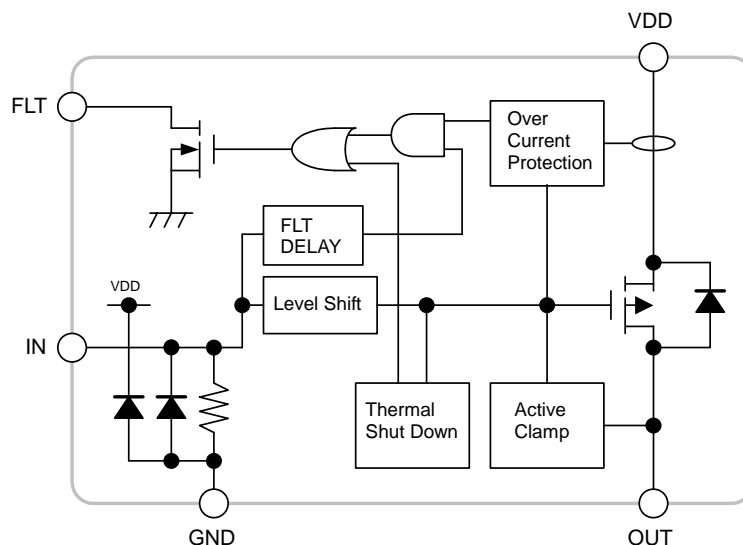 VDD
FLT
Over
Current
Protection
FLT
DELAY
VDD
Level Shift
IN
Thermal
Shut Down
Active
Clamp
GND
OUT